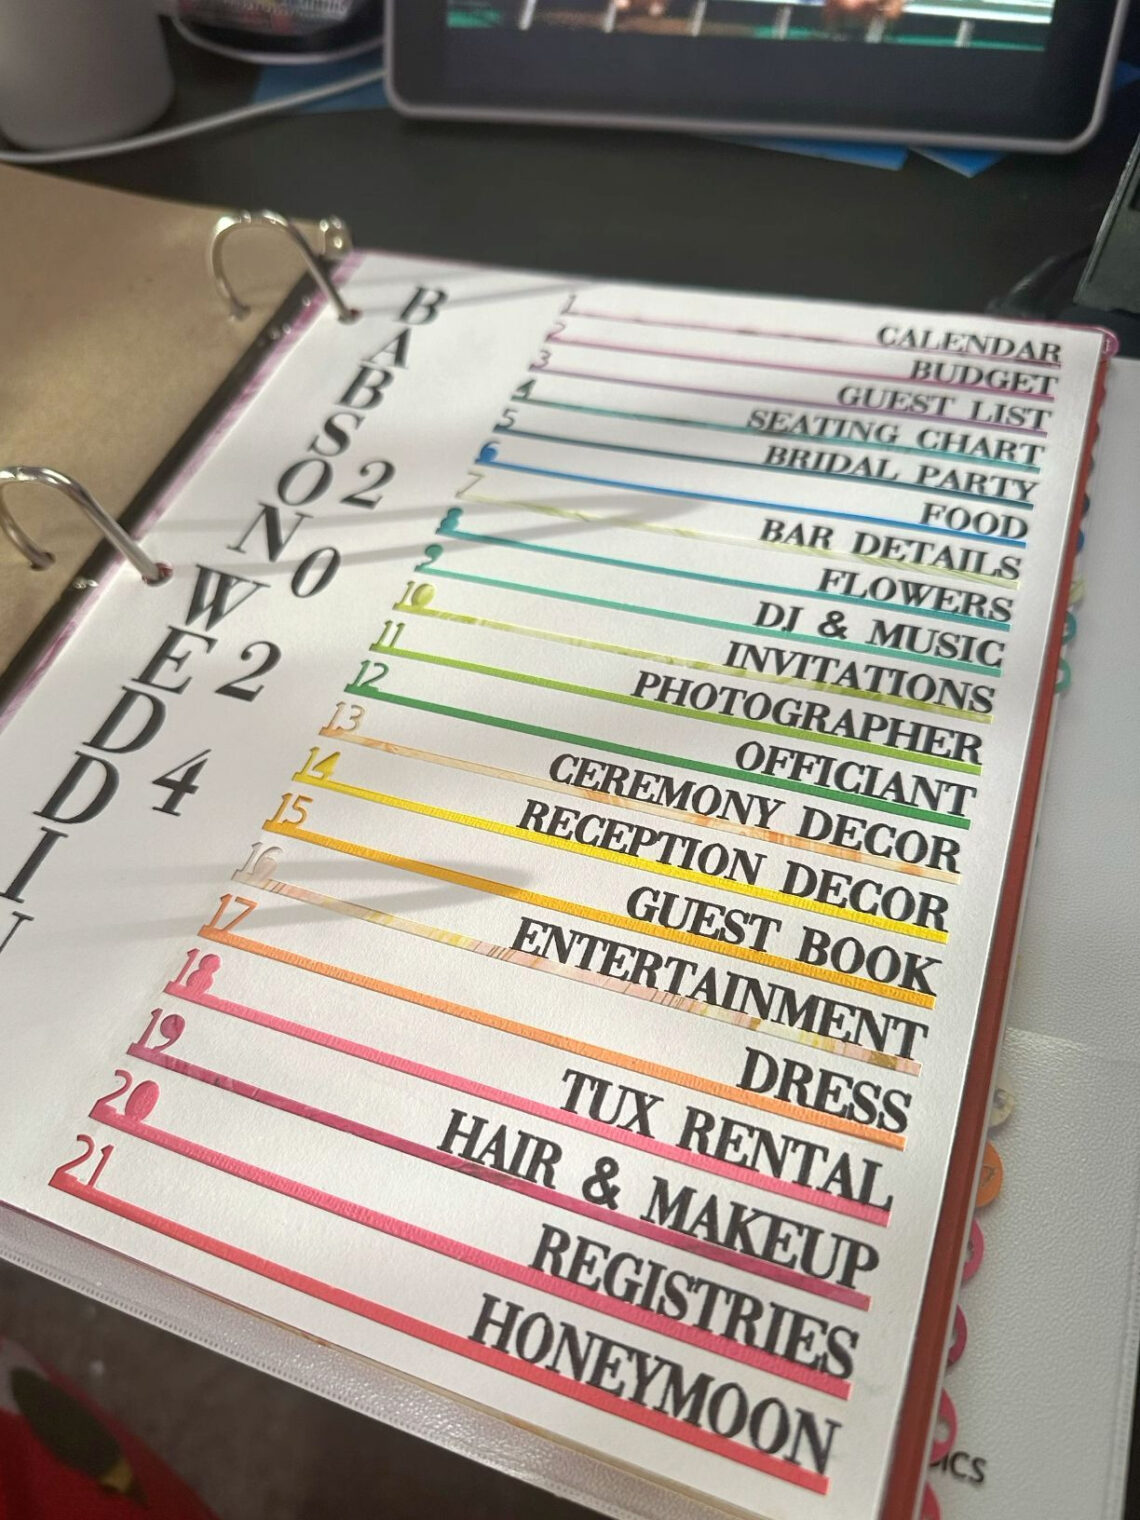 BABSON WEDDIN
2024
1 CALENDAR
2 BUDGET
3 GUEST LIST
4 SEATING CHART
5 BRIDAL PARTY
6 FOOD
7 BAR DETAILS
8 FLOWERS
9 DJ & MUSIC
10 INVITATIONS
11 PHOTOGRAPHER
12 OFFICIANT
13 CEREMONY DECOR
14 RECEPTION DECOR
15 GUEST BOOK
16 ENTERTAINMENT
17 DRESS
18 TUX RENTAL
19 HAIR & MAKEUP
20 REGISTRIES
21 HONEYMOON